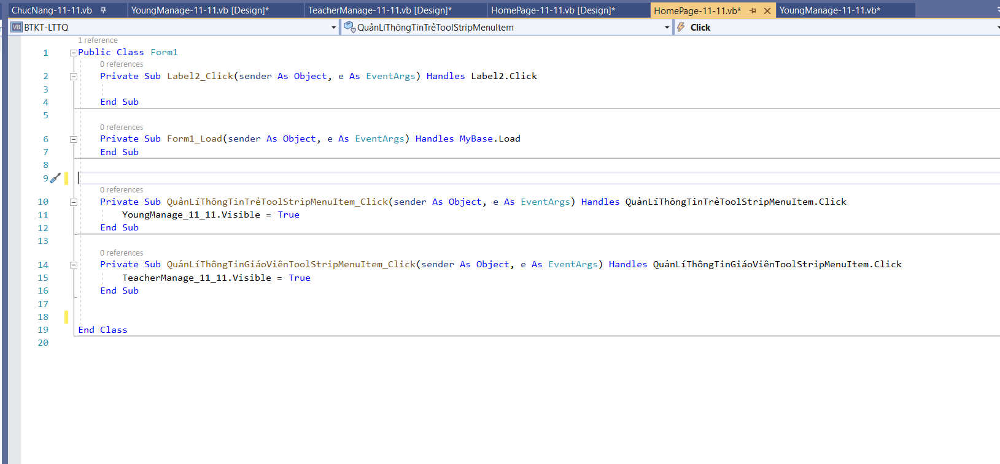 ChucNang-11-11.vb YoungManage-11-11.vb [Design]* TeacherManage-11-11.vb [Design]* HomePage-11-11.vb [Design]* HomePage-11-11.vb* YoungManage-11-11.vb*
VB BTKT-LTTQ QuảnLíThôngTinTrẻToolStripMenuItem Click
1 reference
1 Public Class Form1
0 references
2 Private Sub Label2_Click(sender As Object, e As EventArgs) Handles Label2.Click
3
4 End Sub
5
0 references
6 Private Sub Form1_Load(sender As Object, e As EventArgs) Handles MyBase.Load
7 End Sub
8
9
0 references
10 Private Sub QuảnLíThôngTinTrẻToolStripMenuItem_Click(sender As Object, e As EventArgs) Handles QuảnLíThôngTinTrẻToolStripMenuItem.Click
11 YoungManage_11_11.Visible = True
12 End Sub
13
0 references
14 Private Sub QuảnLíThôngTinGiáoViênToolStripMenuItem_Click(sender As Object, e As EventArgs) Handles QuảnLíThôngTinGiáoViênToolStripMenuItem.Click
15 TeacherManage_11_11.Visible = True
16 End Sub
17
18
19 End Class
20